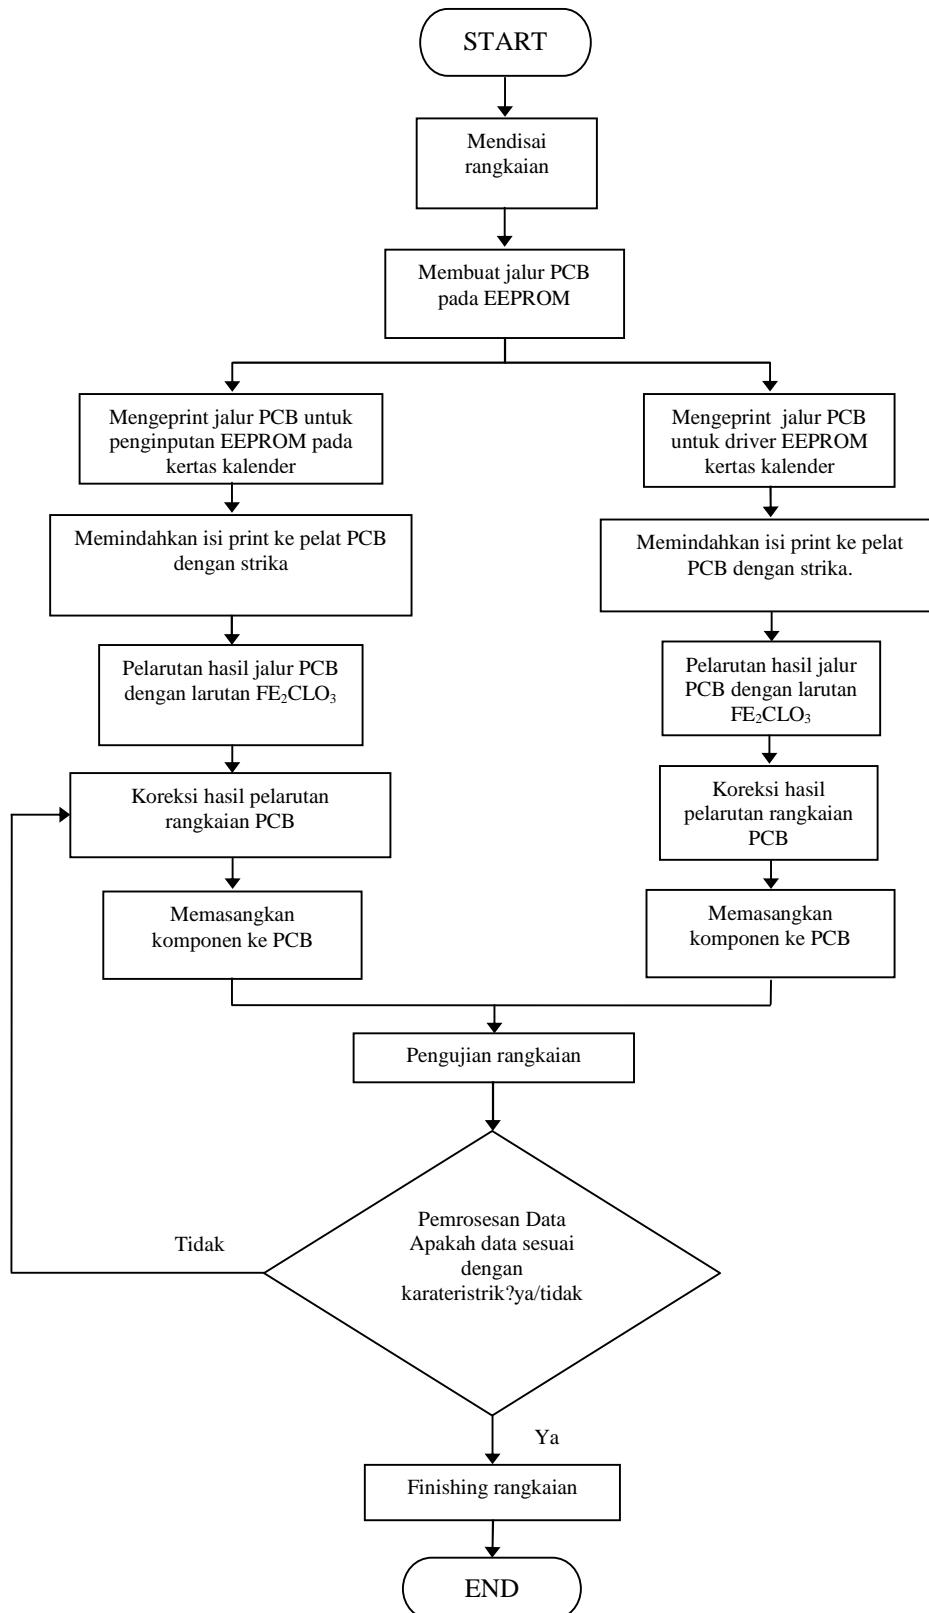 START
Mendisai
rangkaian
Membuat jalur PCB
pada EEPROM
Mengeprint jalur PCB untuk
penginputan EEPROM pada
kertas kalender
Mengeprint jalur PCB
untuk driver EEPROM
kertas kalender
Memindahkan isi print ke pelat PCB
dengan strika
Memindahkan isi print ke pelat
PCB dengan strika.
Pelarutan hasil jalur PCB
dengan larutan FE₂CLO₃
Pelarutan hasil jalur
PCB dengan larutan
FE₂CLO₃
Koreksi hasil pelarutan
rangkaian PCB
Koreksi hasil
pelarutan rangkaian
PCB
Memasangkan
komponen ke PCB
Memasangkan
komponen ke PCB
Pengujian rangkaian
Pemrosesan Data
Apakah data sesuai
dengan
karateristrik?ya/tidak
Tidak
Ya
Finishing rangkaian
END